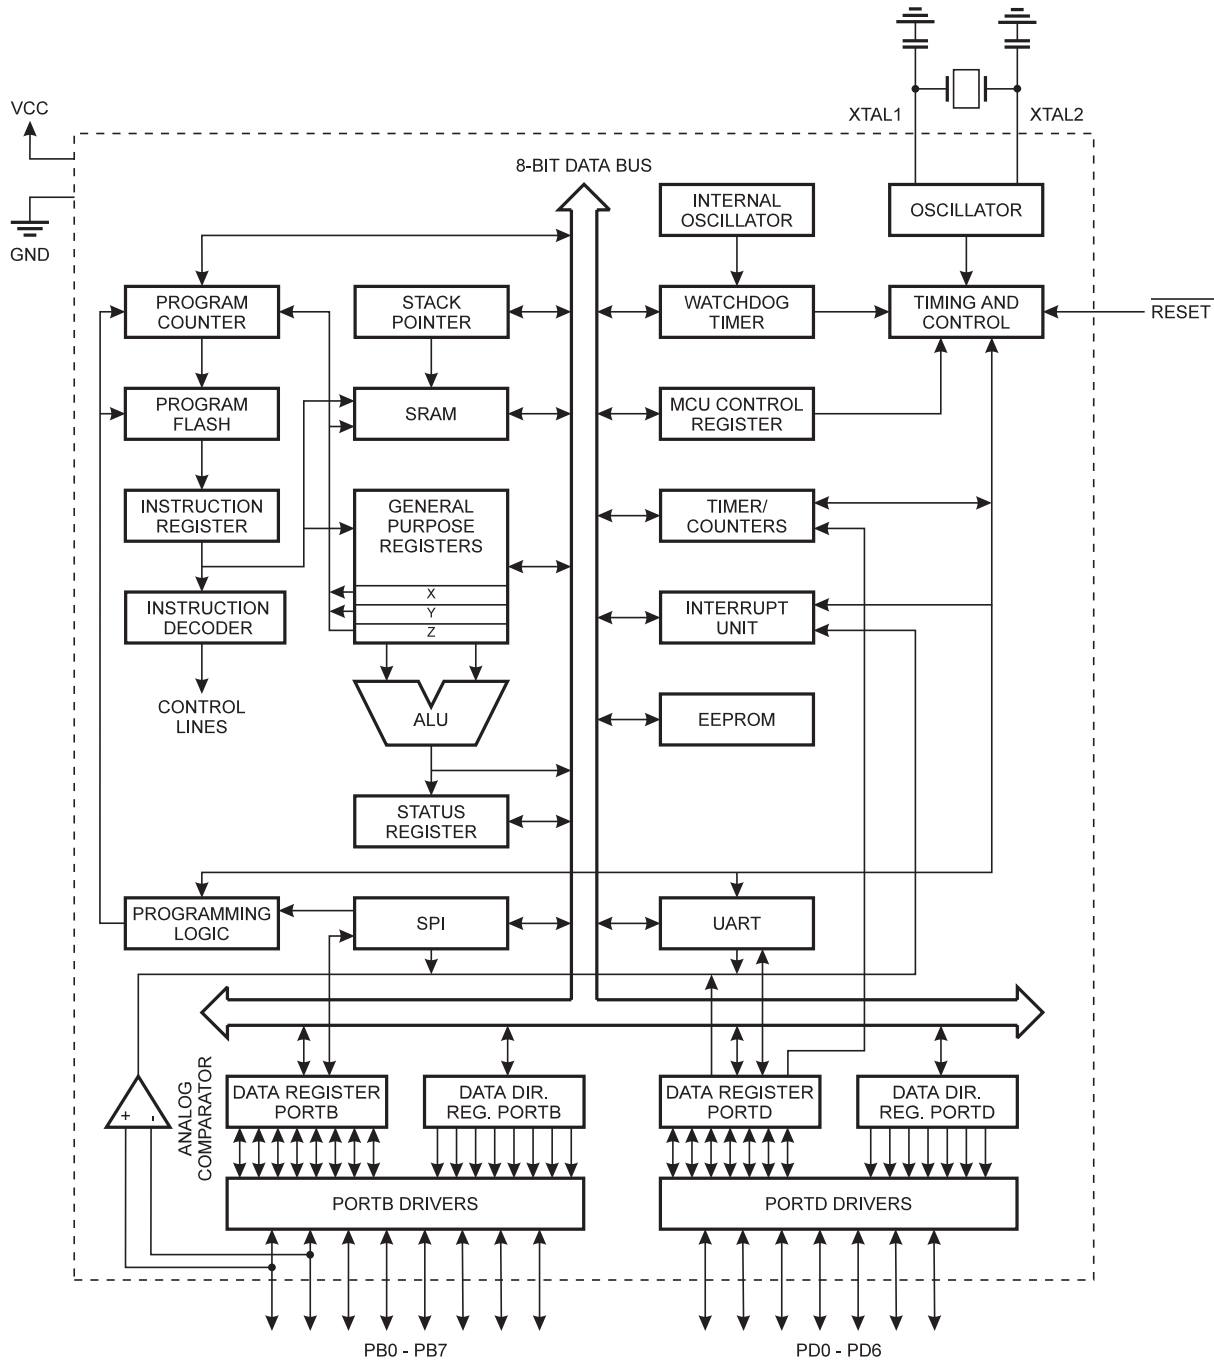 XTAL1
XTAL2
VCC
GND
8-BIT DATA BUS
INTERNAL
OSCILLATOR
OSCILLATOR
PROGRAM
COUNTER
STACK
POINTER
WATCHDOG
TIMER
TIMING AND
CONTROL
RESET
PROGRAM
FLASH
SRAM
MCU CONTROL
REGISTER
INSTRUCTION
REGISTER
GENERAL
PURPOSE
REGISTERS
X
Y
Z
TIMER/
COUNTERS
INSTRUCTION
DECODER
INTERRUPT
UNIT
CONTROL
LINES
ALU
EEPROM
STATUS
REGISTER
PROGRAMMING
LOGIC
SPI
UART
ANALOG
COMPARATOR
+
-
DATA REGISTER
PORTB
DATA DIR.
REG. PORTB
DATA REGISTER
PORTD
DATA DIR.
REG. PORTD
PORTB DRIVERS
PORTD DRIVERS
PB0 - PB7
PD0 - PD6